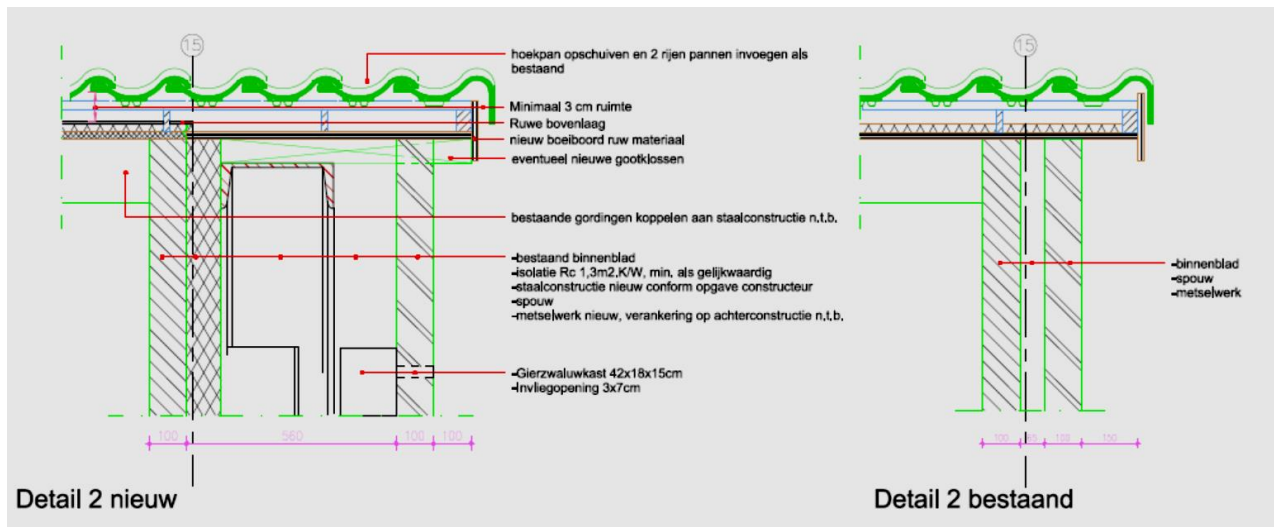 15
hoekpan opschuiven en 2 rijen pannen invoegen als
bestaand
Minimaal 3 cm ruimte
Ruwe bovenlaag
nieuw boeiboord ruw materiaal
eventueel nieuwe gootklossen
bestaande gordingen koppelen aan staalconstructie n.t.b.
-bestaand binnenblad
-isolatie Rc 1,3m2.K/W, min. als gelijkwaardig
-staalconstructie nieuw conform opgave constructeur
-spouw
-metselwerk nieuw, verankering op achterconstructie n.t.b.
-Gierzwaluwkast 42x18x15cm
-Invliegopening 3x7cm
100 560 100 100
Detail 2 nieuw
15
-binnenblad
-spouw
-metselwerk
100 100
Detail 2 bestaand